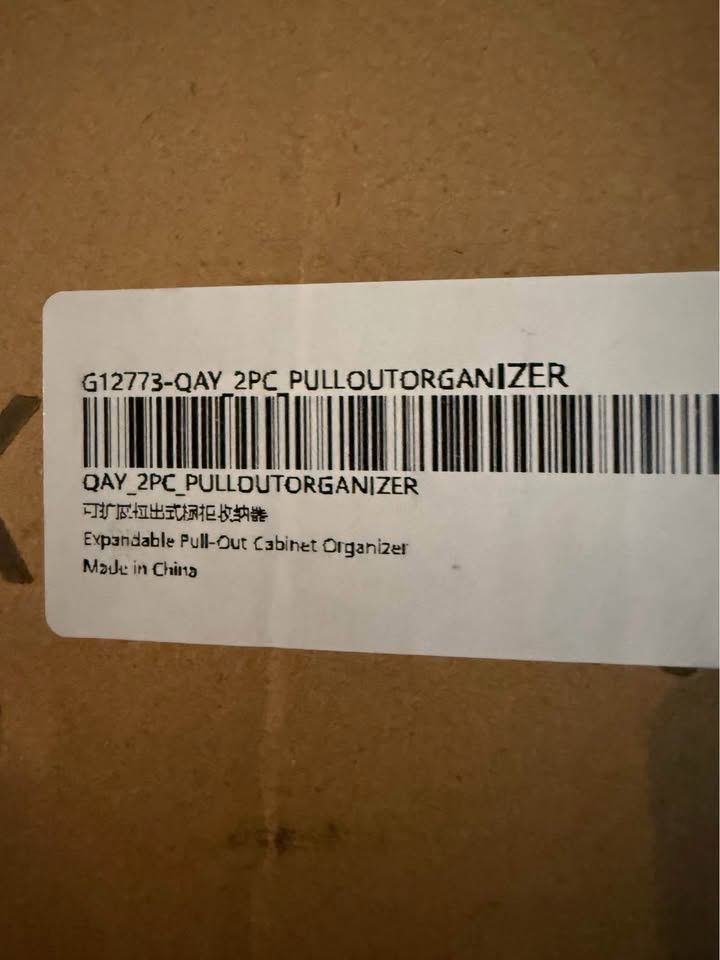 G12773-QAY_2PC_PULLOUTORGANIZER
QAY_2PC_PULLOUTORGANIZER
可扩展拉出式橱柜收纳器
Expandable Pull-Out Cabinet Organizer
Made in China